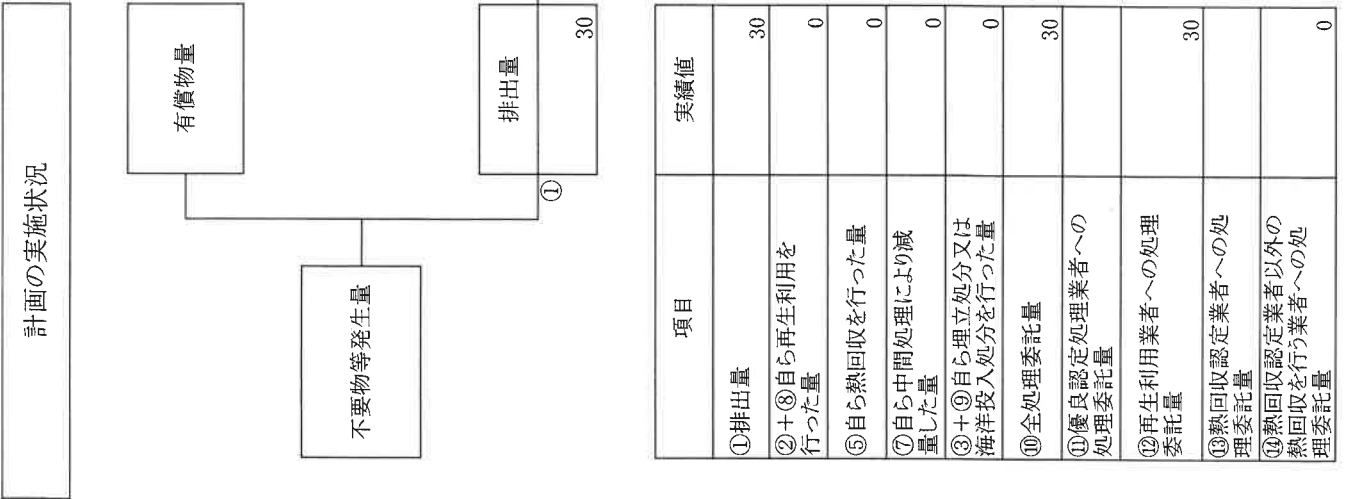 計画の実施状況
有償物量
不要物等発生量
排出量
①
30
項目
実績値
①排出量
30
②+⑧自ら再生利用を
行った量
0
⑤自ら熱回収を行った量
0
⑦自ら中間処理により減
量した量
0
③+⑨自ら埋立処分又は
海洋投入処分を行った量
0
⑩全処理委託量
30
⑪優良認定処理業者への
処理委託量
⑫再生利用業者への処理
委託量
30
⑬熱回収認定業者への処
理委託量
⑭熱回収認定業者以外の
熱回収を行う業者への処
理委託量
0